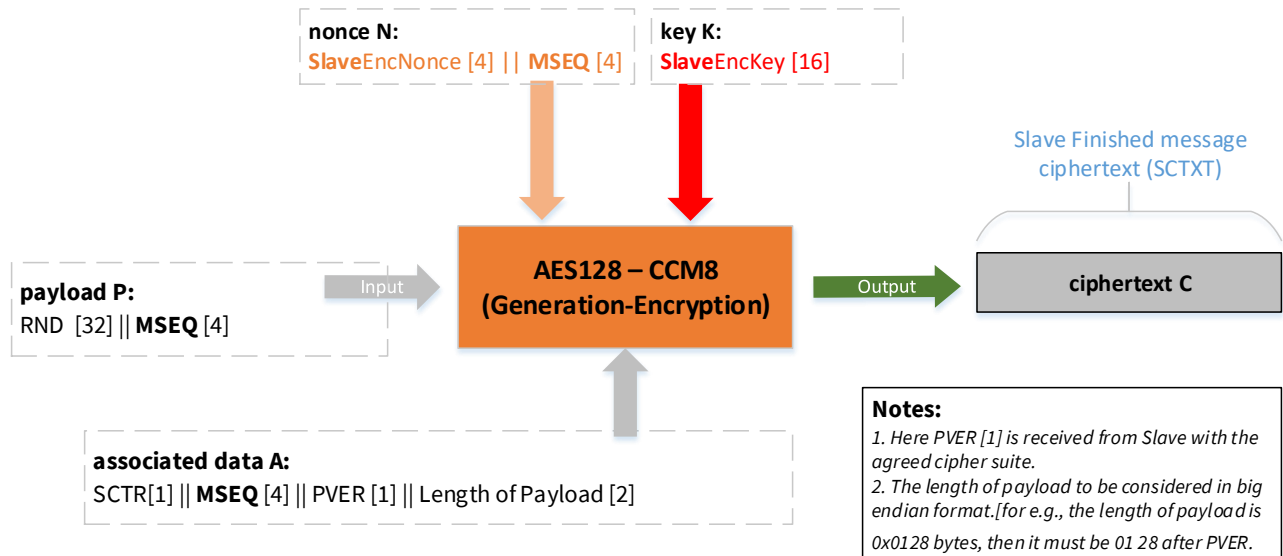 nonce N:
SlaveEncNonce [4] || MSEQ [4]
key K:
SlaveEncKey [16]
Slave Finished message
ciphertext (SCTXT)
payload P:
RND [32] || MSEQ [4]
Input
AES128 – CCM8
(Generation-Encryption)
Output
ciphertext C
associated data A:
SCTR[1] || MSEQ [4] || PVER [1] || Length of Payload [2]
Notes:
1. Here PVER [1] is received from Slave with the
agreed cipher suite.
2. The length of payload to be considered in big
endian format.[for e.g., the length of payload is
0x0128 bytes, then it must be 01 28 after PVER.